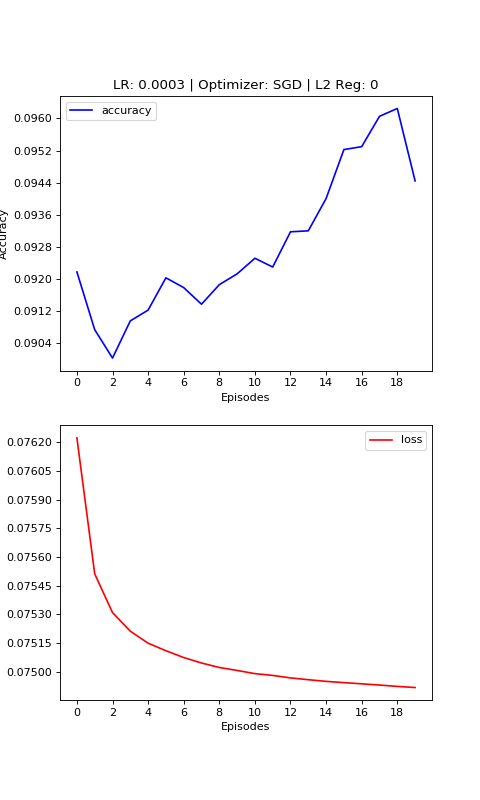 LR: 0.0003 | Optimizer: SGD | L2 Reg: 0
accuracy
0.0960
0.0952
0.0944
0.0936
0.0928
0.0920
0.0912
0.0904
Accuracy
0 2 4 6 8 10 12 14 16 18
Episodes
loss
0.07620
0.07605
0.07590
0.07575
0.07560
0.07545
0.07530
0.07515
0.07500
0 2 4 6 8 10 12 14 16 18
Episodes